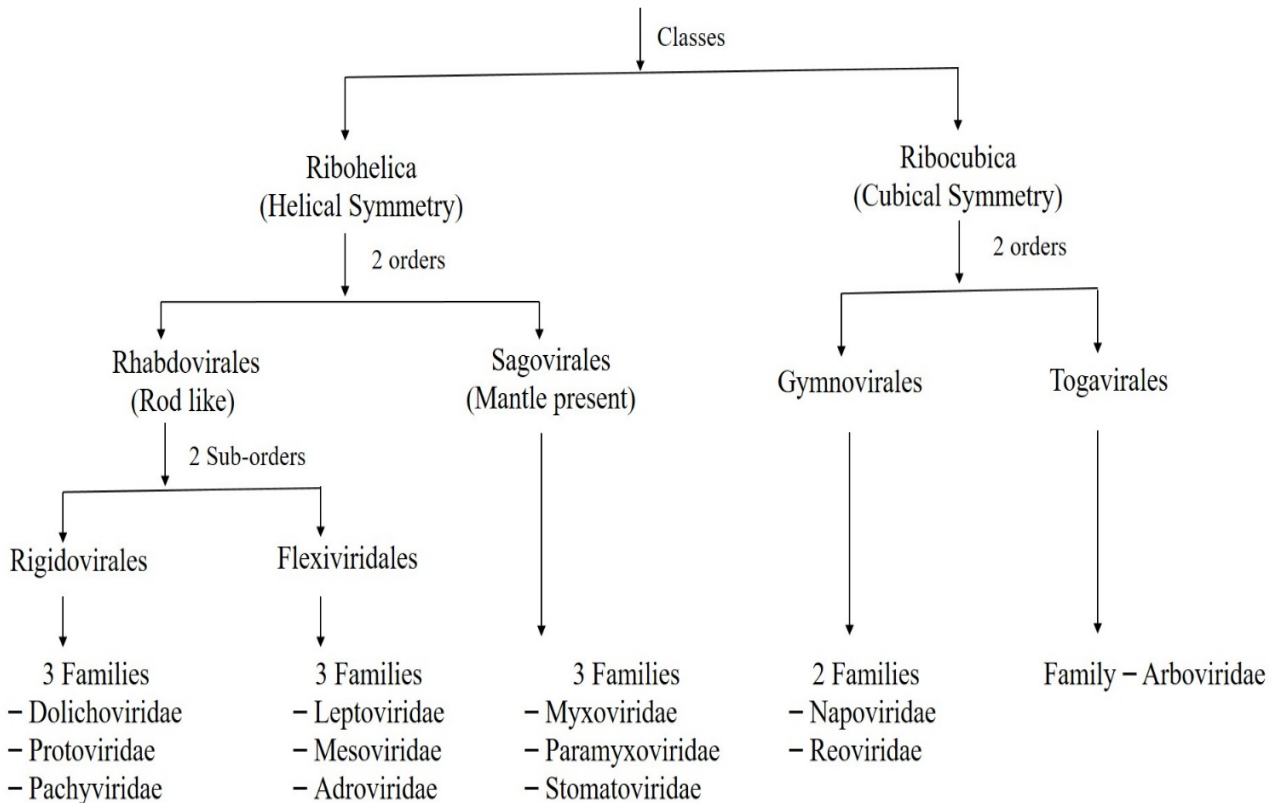 Classes
Ribohelica
(Helical Symmetry)
Ribocubica
(Cubical Symmetry)
2 orders
2 orders
Rhabdovirales
(Rod like)
Sagovirales
(Mantle present)
Gymnovirales
Togavirales
2 Sub-orders
Rigidovirales
Flexiviridales
3 Families
– Dolichoviridae
– Protoviridae
– Pachyviridae
3 Families
– Leptoviridae
– Mesoviridae
– Adroviridae
3 Families
– Myxoviridae
– Paramyxoviridae
– Stomatoviridae
2 Families
– Napoviridae
– Reoviridae
Family – Arboviridae